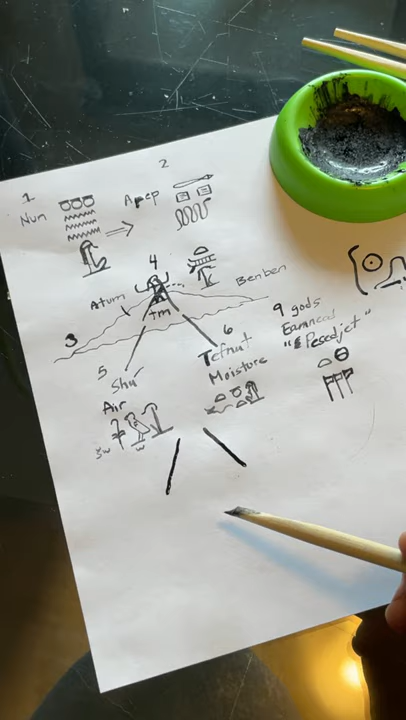 1
Nun
2
Apep
4
Atum
tm
Benben
3
5
Shu
Air
šw
w
6
Tefnut
Moisture
9 gods
"Pesedjet"